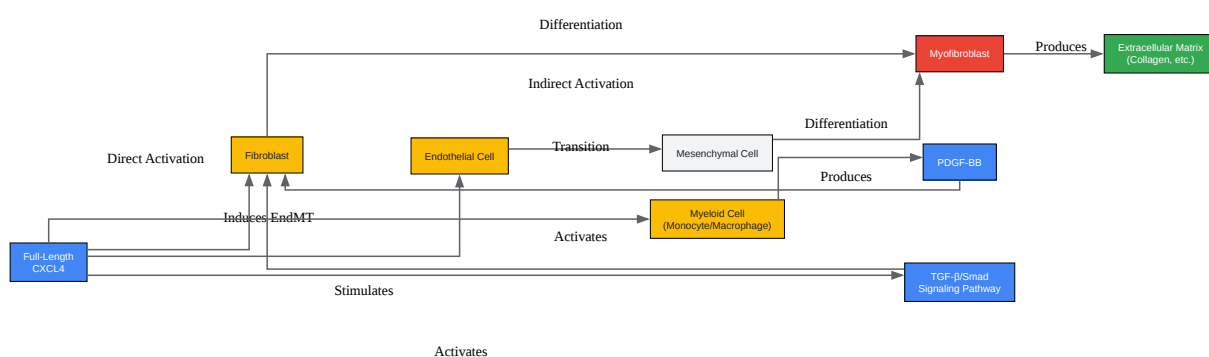 Differentiation
Myofibroblast
Produces
Extracellular Matrix
(Collagen, etc.)
Indirect Activation
Differentiation
Direct Activation
Fibroblast
Endothelial Cell
Transition
Mesenchymal Cell
PDGF-BB
Produces
Induces EndMT
Myeloid Cell
(Monocyte/Macrophage)
Activates
Full-Length
CXCL4
TGF-β/Smad
Signaling Pathway
Stimulates
Activates